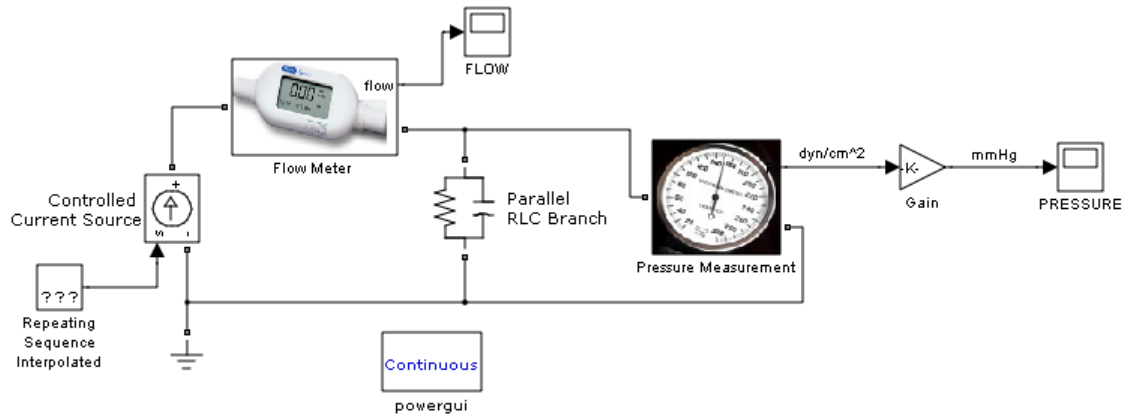 FLOW
flow
Flow Meter
Controlled
Current Source
+
s -
Parallel
RLC Branch
dyn/cm^2
-K-
mmHg
Gain
PRESSURE
Pressure Measurement
???
Repeating
Sequence
Interpolated
Continuous
powergui